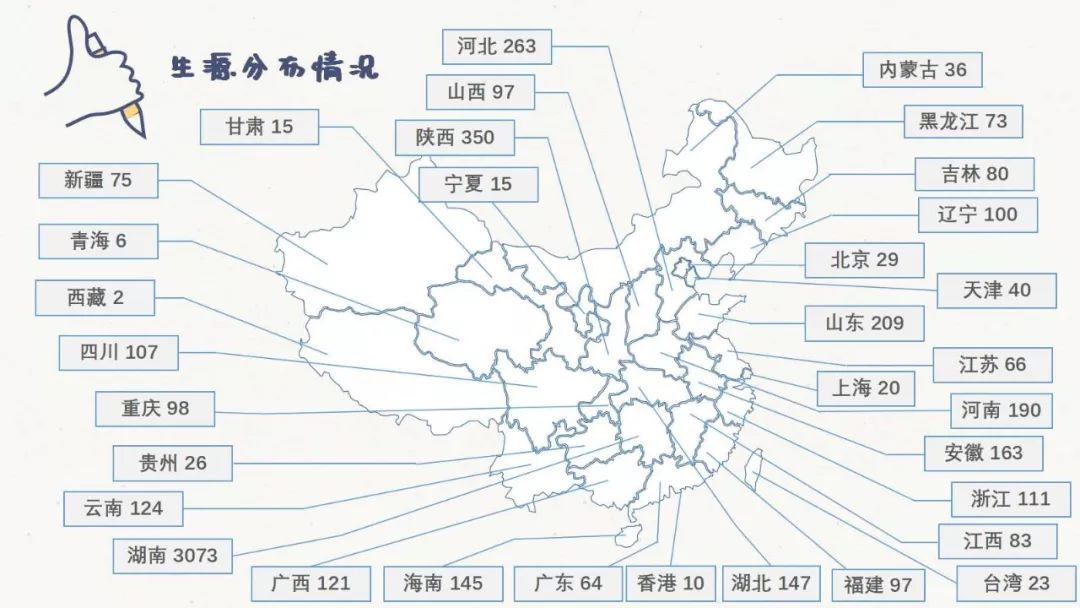 生源分布情况
河北 263
内蒙古 36
山西 97
黑龙江 73
甘肃 15
陕西 350
吉林 80
新疆 75
宁夏 15
辽宁 100
青海 6
北京 29
天津 40
西藏 2
山东 209
四川 107
江苏 66
上海 20
重庆 98
河南 190
贵州 26
安徽 163
云南 124
浙江 111
湖南 3073
江西 83
广西 121
海南 145
广东 64
香港 10
湖北 147
福建 97
台湾 23